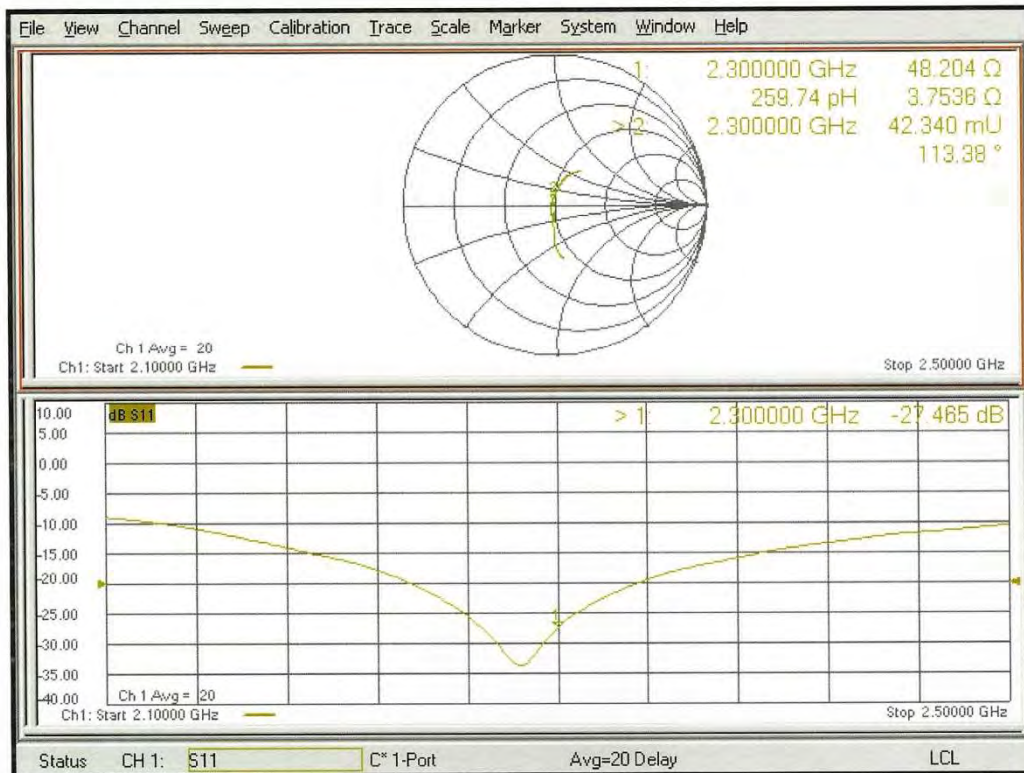 File View Channel Sweep Calibration Trace Scale Marker System Window Help
1: 2.300000 GHz 48.204 Ω
259.74 pH 3.7536 Ω
> 2: 2.300000 GHz 42.340 mU
113.38 °
Ch 1 Avg = 20
Ch1: Start 2.10000 GHz Stop 2.50000 GHz
dB S11
> 1: 2.300000 GHz -27.465 dB
10.00
5.00
0.00
-5.00
-10.00
-15.00
-20.00
-25.00
1
-30.00
-35.00
-40.00
Ch 1 Avg = 20
Ch1: Start 2.10000 GHz Stop 2.50000 GHz
Status CH 1: S11 C* 1-Port Avg=20 Delay LCL